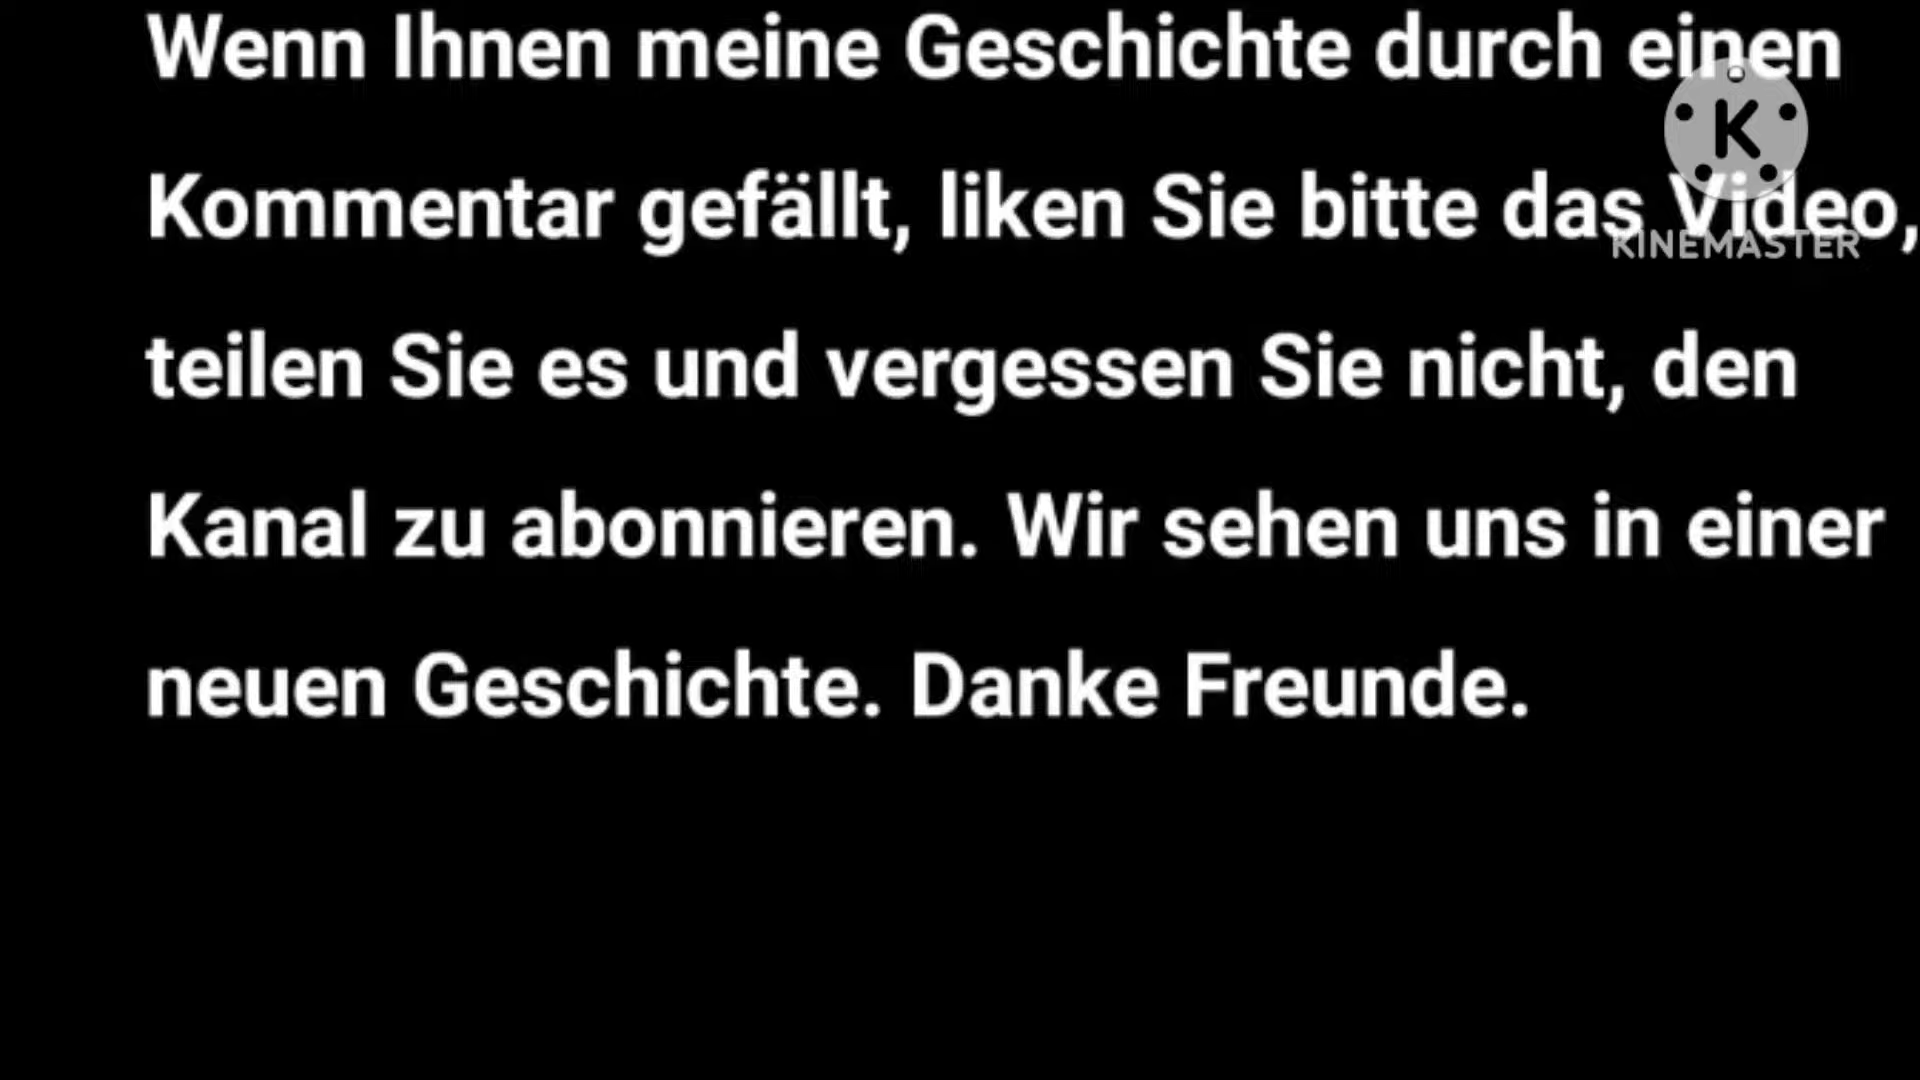 Wenn Ihnen meine Geschichte durch einen
K
Kommentar gefällt, liken Sie bitte das Video,
KINEMASTER
teilen Sie es und vergessen Sie nicht, den
Kanal zu abonnieren. Wir sehen uns in einer
neuen Geschichte. Danke Freunde.